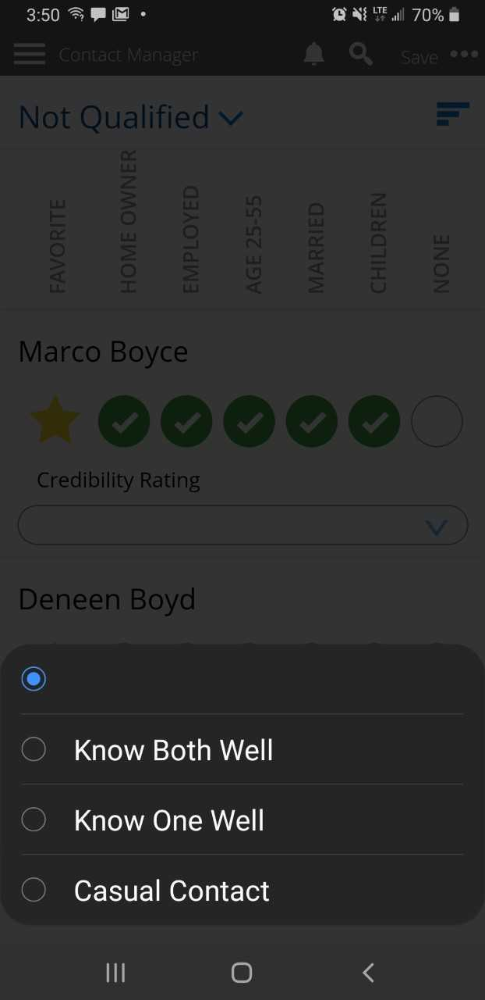 3:50 LTE 70%
Contact Manager Save
Not Qualified
FAVORITE HOME OWNER EMPLOYED AGE 25-55 MARRIED CHILDREN NONE
Marco Boyce
Credibility Rating
Deneen Boyd
Know Both Well
Know One Well
Casual Contact